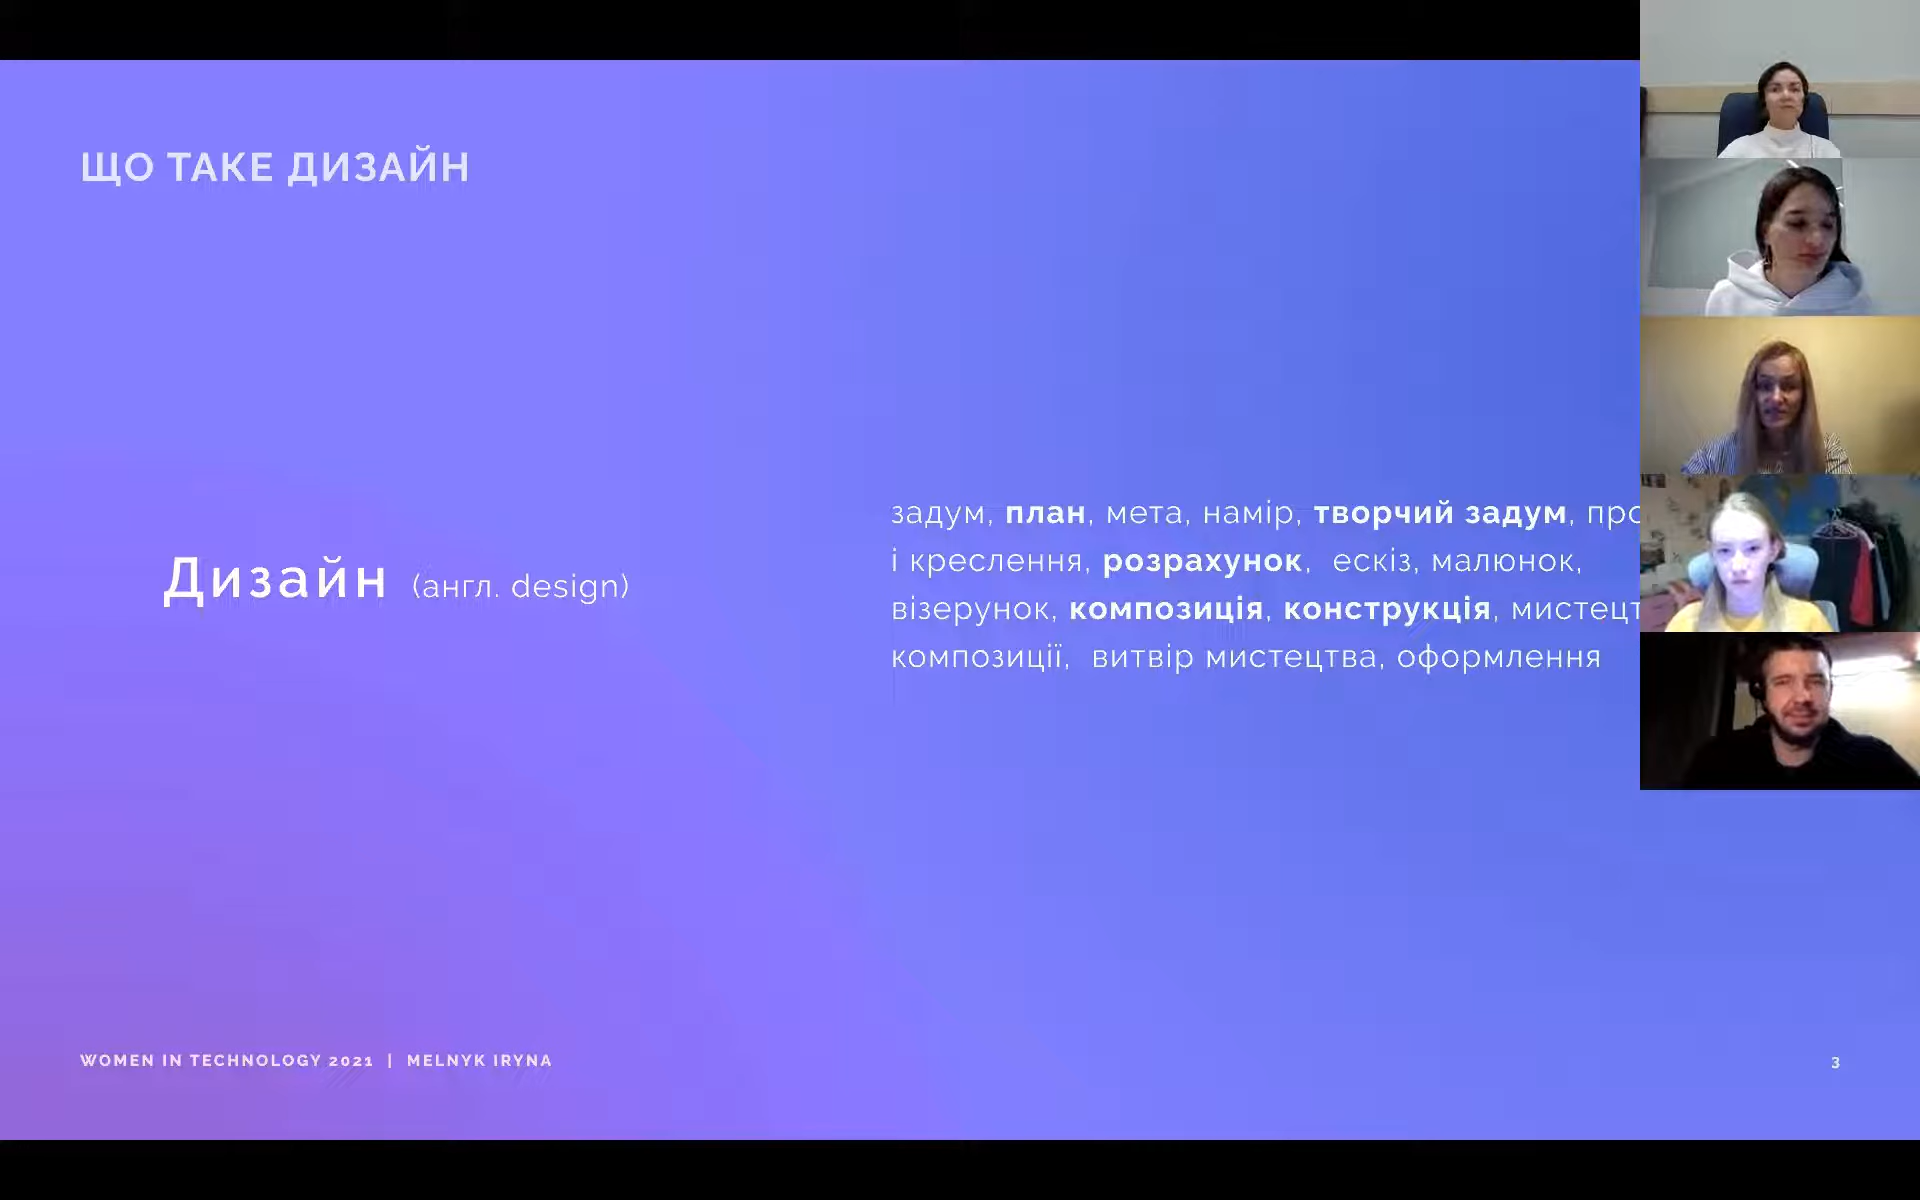 ЩО ТАКЕ ДИЗАЙН
Дизайн (англ. design)
задум, план, мета, намір, творчий задум,
і креслення, розрахунок, ескіз, малюнок,
візерунок, композиція, конструкція,
композиції, витвір мистецтва, оформлення
WOMEN IN TECHNOLOGY 2021 | MELNYK IRYNA
3